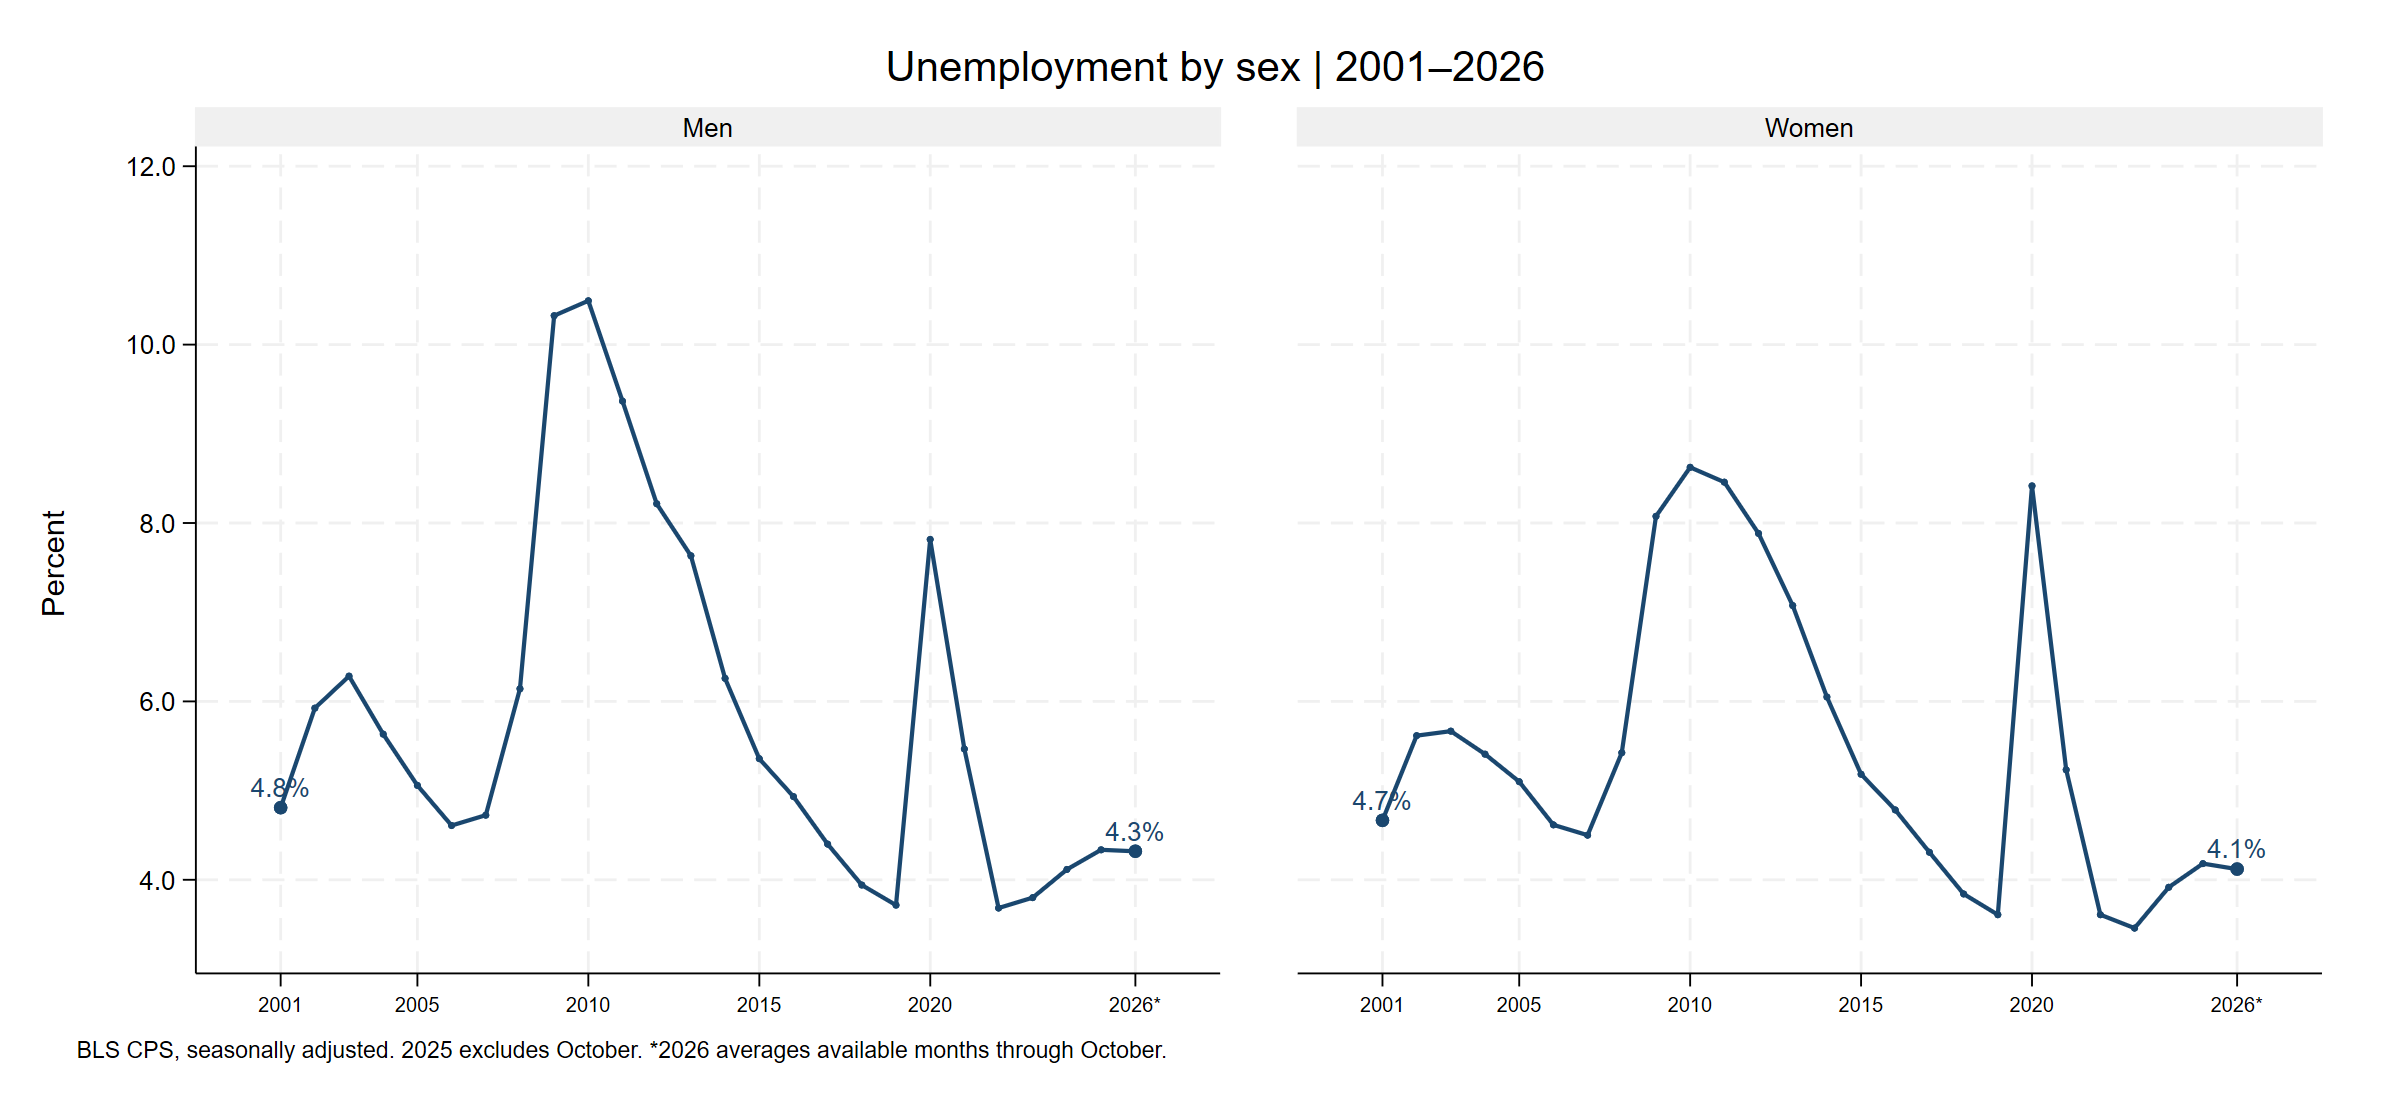 Unemployment by sex | 2001–2026
Men
Women
Percent
12.0
10.0
8.0
6.0
4.0
4.8%
4.3%
4.7%
4.1%
2001 2005 2010 2015 2020 2026*
2001 2005 2010 2015 2020 2026*
BLS CPS, seasonally adjusted. 2025 excludes October. *2026 averages available months through October.